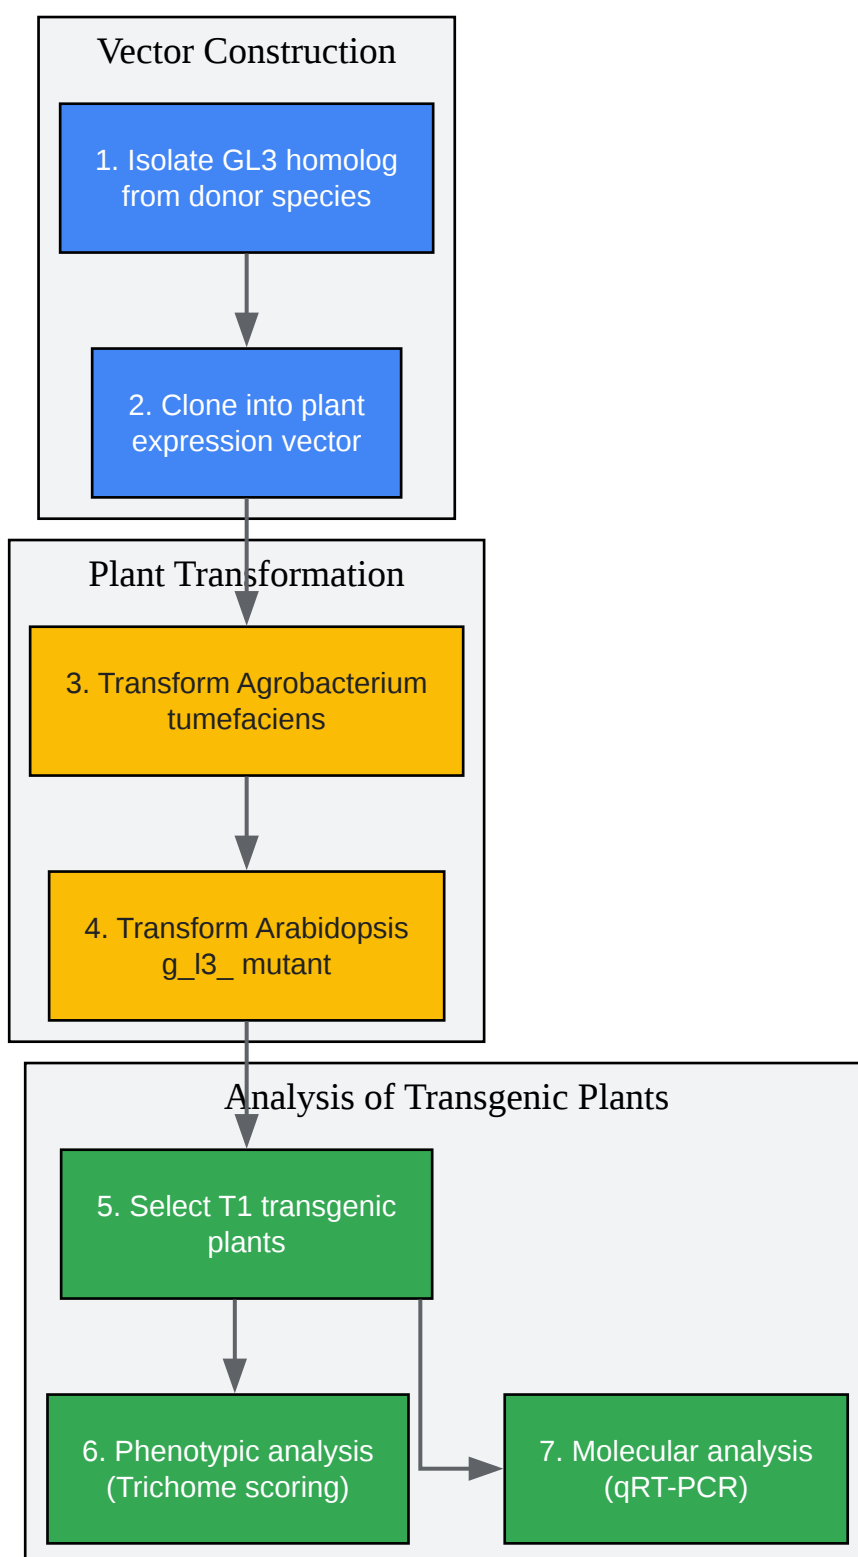 Vector Construction
1. Isolate GL3 homolog
from donor species
2. Clone into plant
expression vector
Plant Transformation
3. Transform Agrobacterium
tumefaciens
4. Transform Arabidopsis
g_l3_ mutant
Analysis of Transgenic Plants
5. Select T1 transgenic
plants
6. Phenotypic analysis
(Trichome scoring)
7. Molecular analysis
(qRT-PCR)